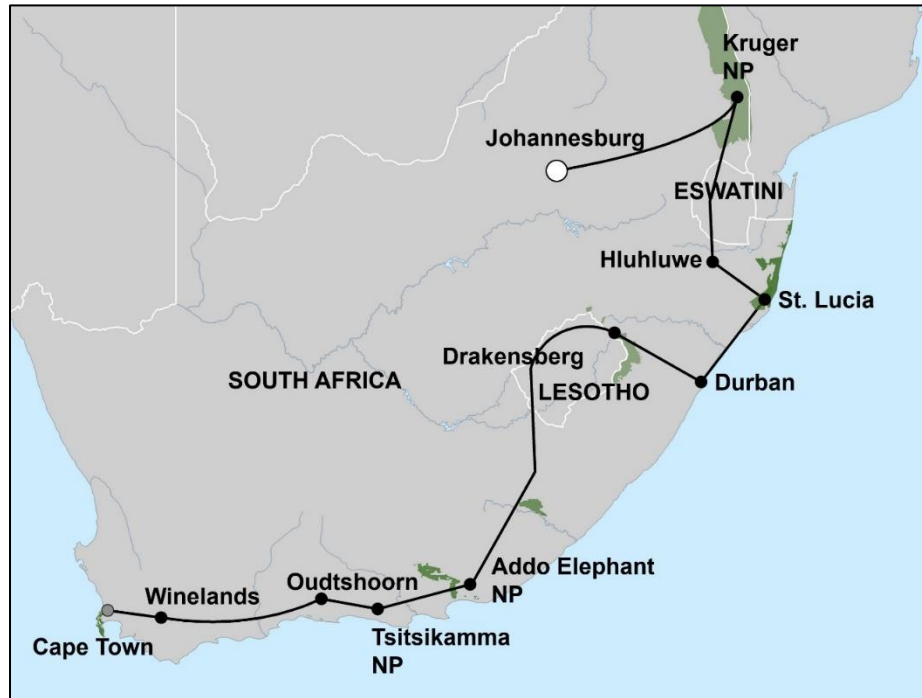 Kruger
NP
Johannesburg
ESWATINI
Hluhluwe
St. Lucia
Drakensberg
SOUTH AFRICA
LESOTHO
Durban
Addo Elephant
NP
Oudtshoorn
Winelands
Tsitsikamma
NP
Cape Town